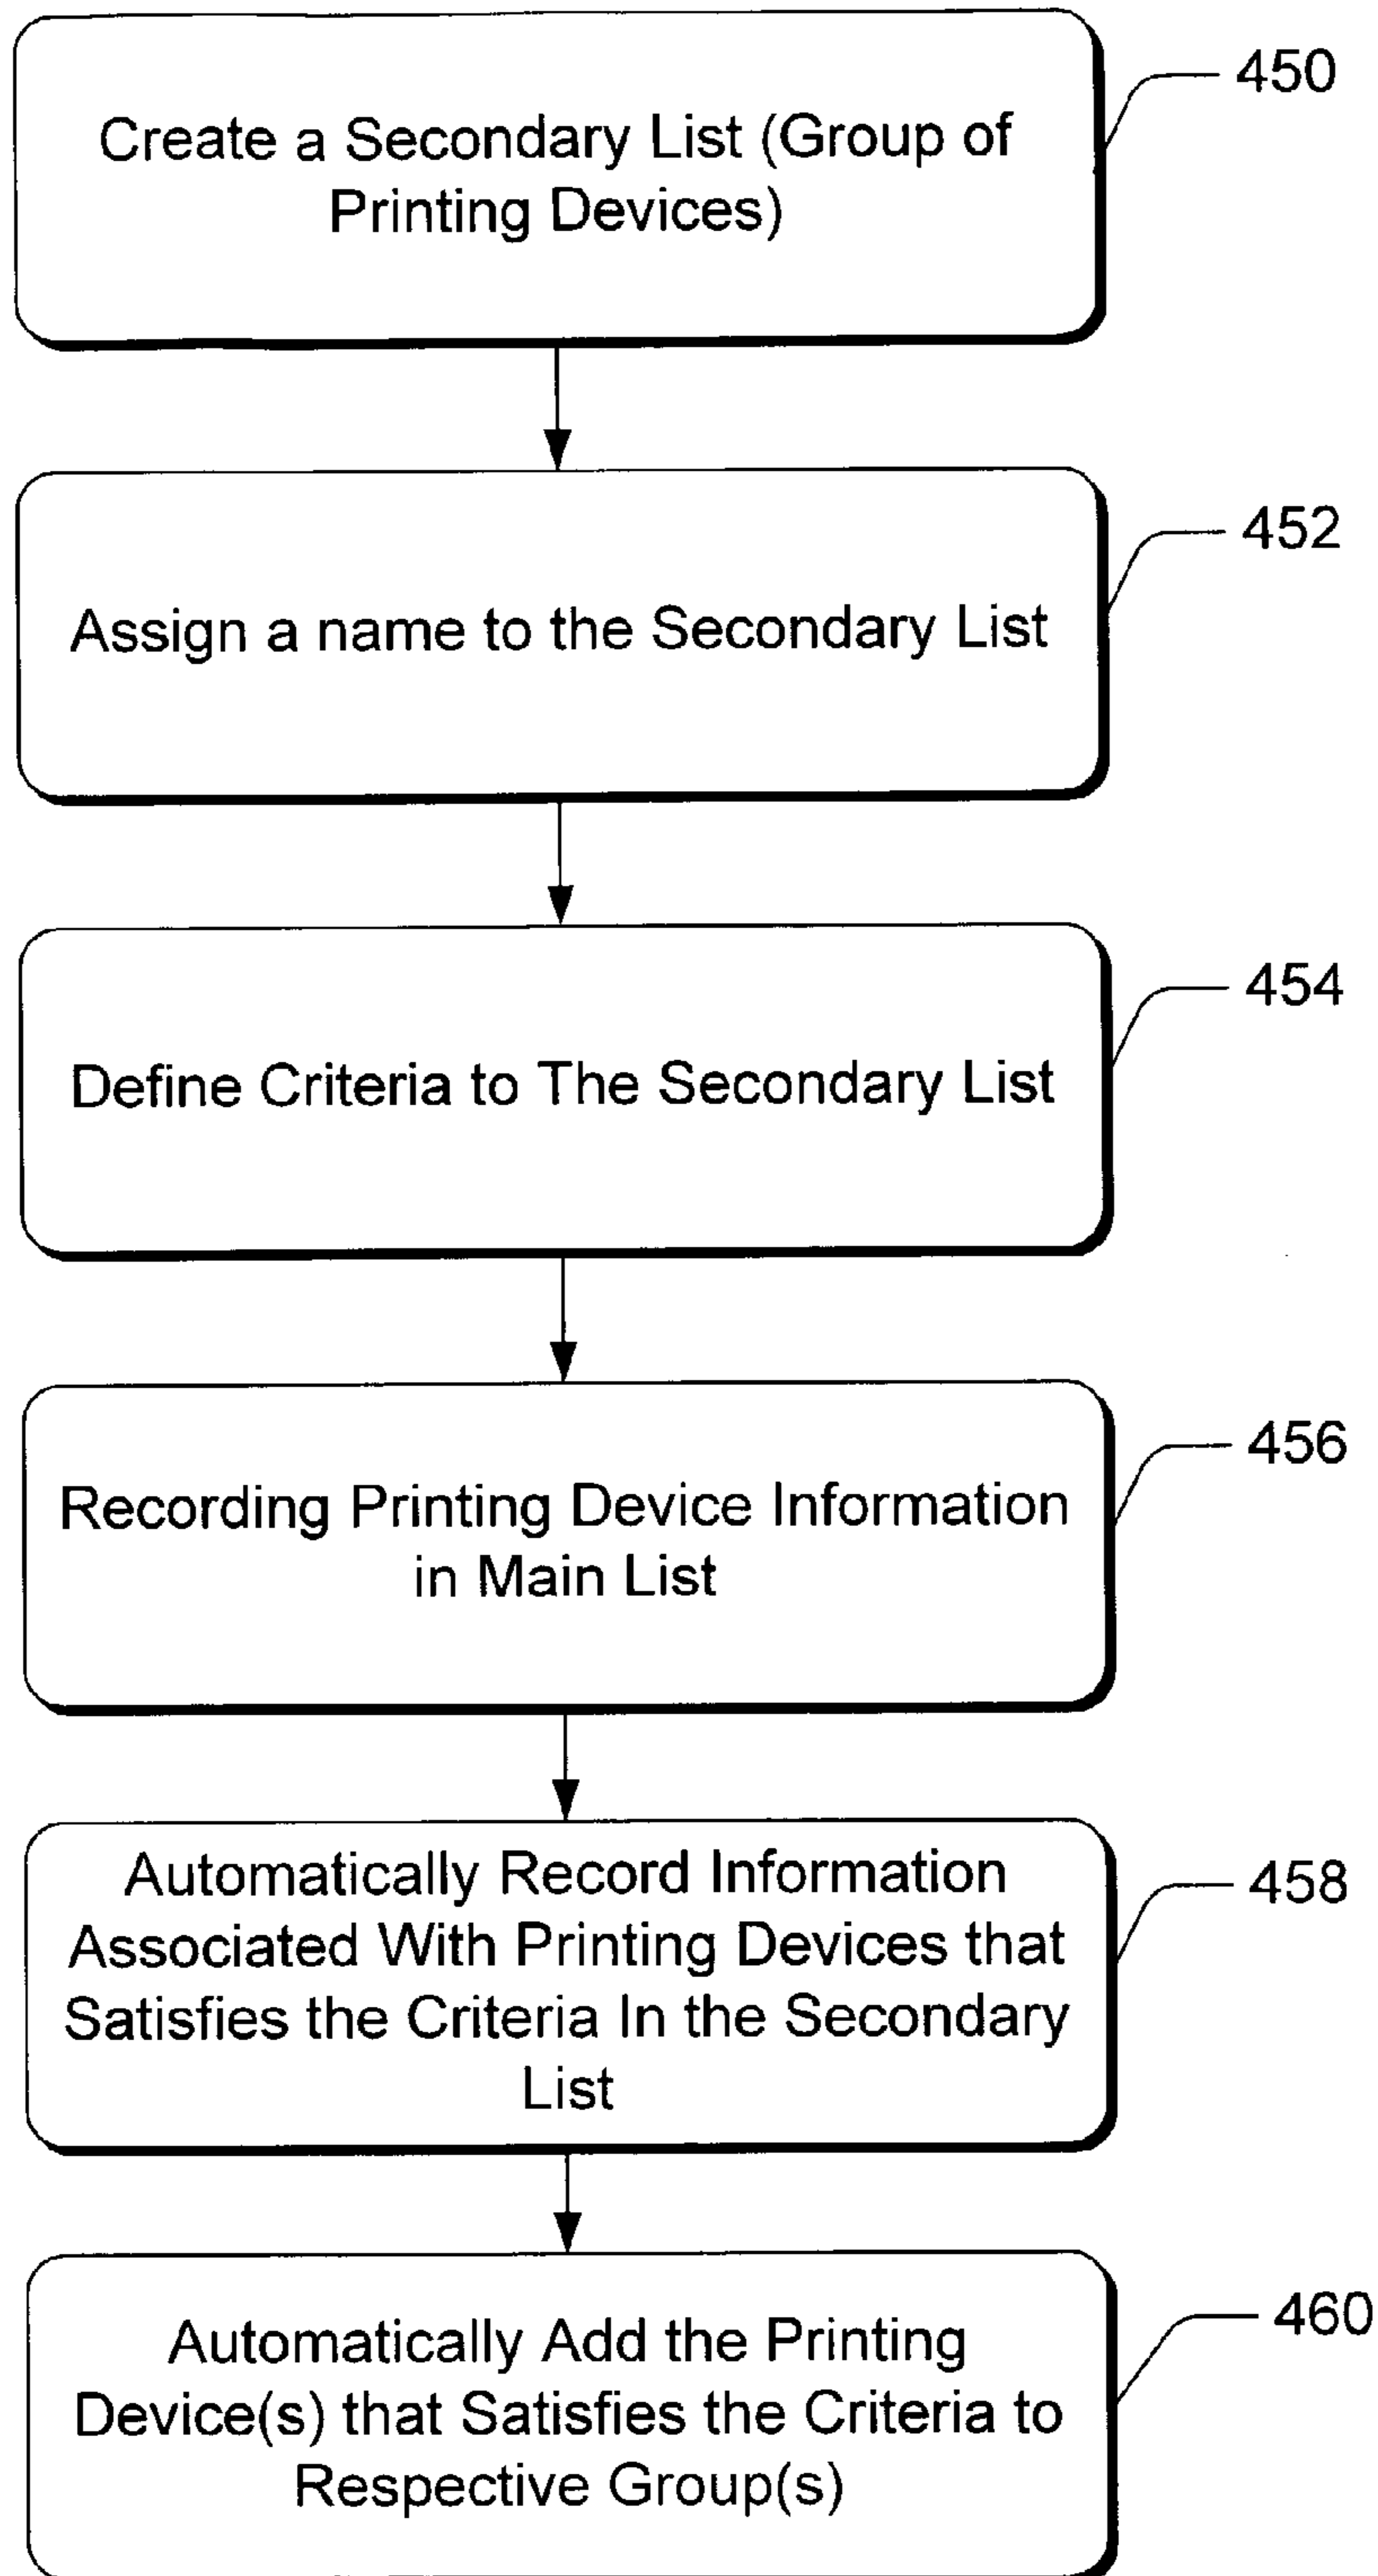 Create a Secondary List (Group of
Printing Devices)
450
Assign a name to the Secondary List
452
Define Criteria to The Secondary List
454
Recording Printing Device Information
in Main List
456
Automatically Record Information
Associated With Printing Devices that
Satisfies the Criteria In the Secondary
List
458
Automatically Add the Printing
Device(s) that Satisfies the Criteria to
Respective Group(s)
460